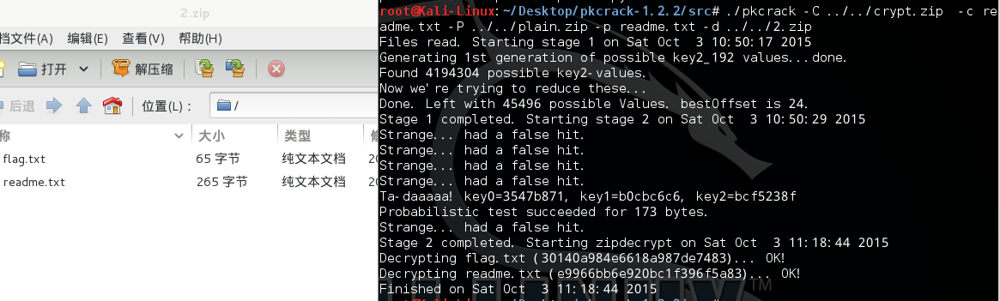 2.zip
档文件(A) 编辑(E) 查看(V) 帮助(H)
打开 解压缩
后退 位置(L)： /
称 大小 类型
flag.txt 65 字节 纯文本文档 20
readme.txt 265 字节 纯文本文档 20
root@Kali-Linux:~/Desktop/pkcrack-1.2.2/src# ./pkcrack -C ../../crypt.zip  -c re
adme.txt -P ../../plain.zip -p readme.txt -d ../../2.zip
Files read. Starting stage 1 on Sat Oct  3 10:50:17 2015
Generating 1st generation of possible key2_192 values...done.
Found 4194304 possible key2-values.
Now we're trying to reduce these...
Done. Left with 45496 possible Values. bestOffset is 24.
Stage 1 completed. Starting stage 2 on Sat Oct  3 10:50:29 2015
Strange... had a false hit.
Strange... had a false hit.
Strange... had a false hit.
Strange... had a false hit.
Ta-daaaaa! key0=3547b871, key1=b0cbc6c6, key2=bcf5238f
Probabilistic test succeeded for 173 bytes.
Strange... had a false hit.
Stage 2 completed. Starting zipdecrypt on Sat Oct  3 11:18:44 2015
Decrypting flag.txt (30140a984e6618a987de7483)... OK!
Decrypting readme.txt (e9966bb6e920bc1f396f5a83)... OK!
Finished on Sat Oct  3 11:18:44 2015